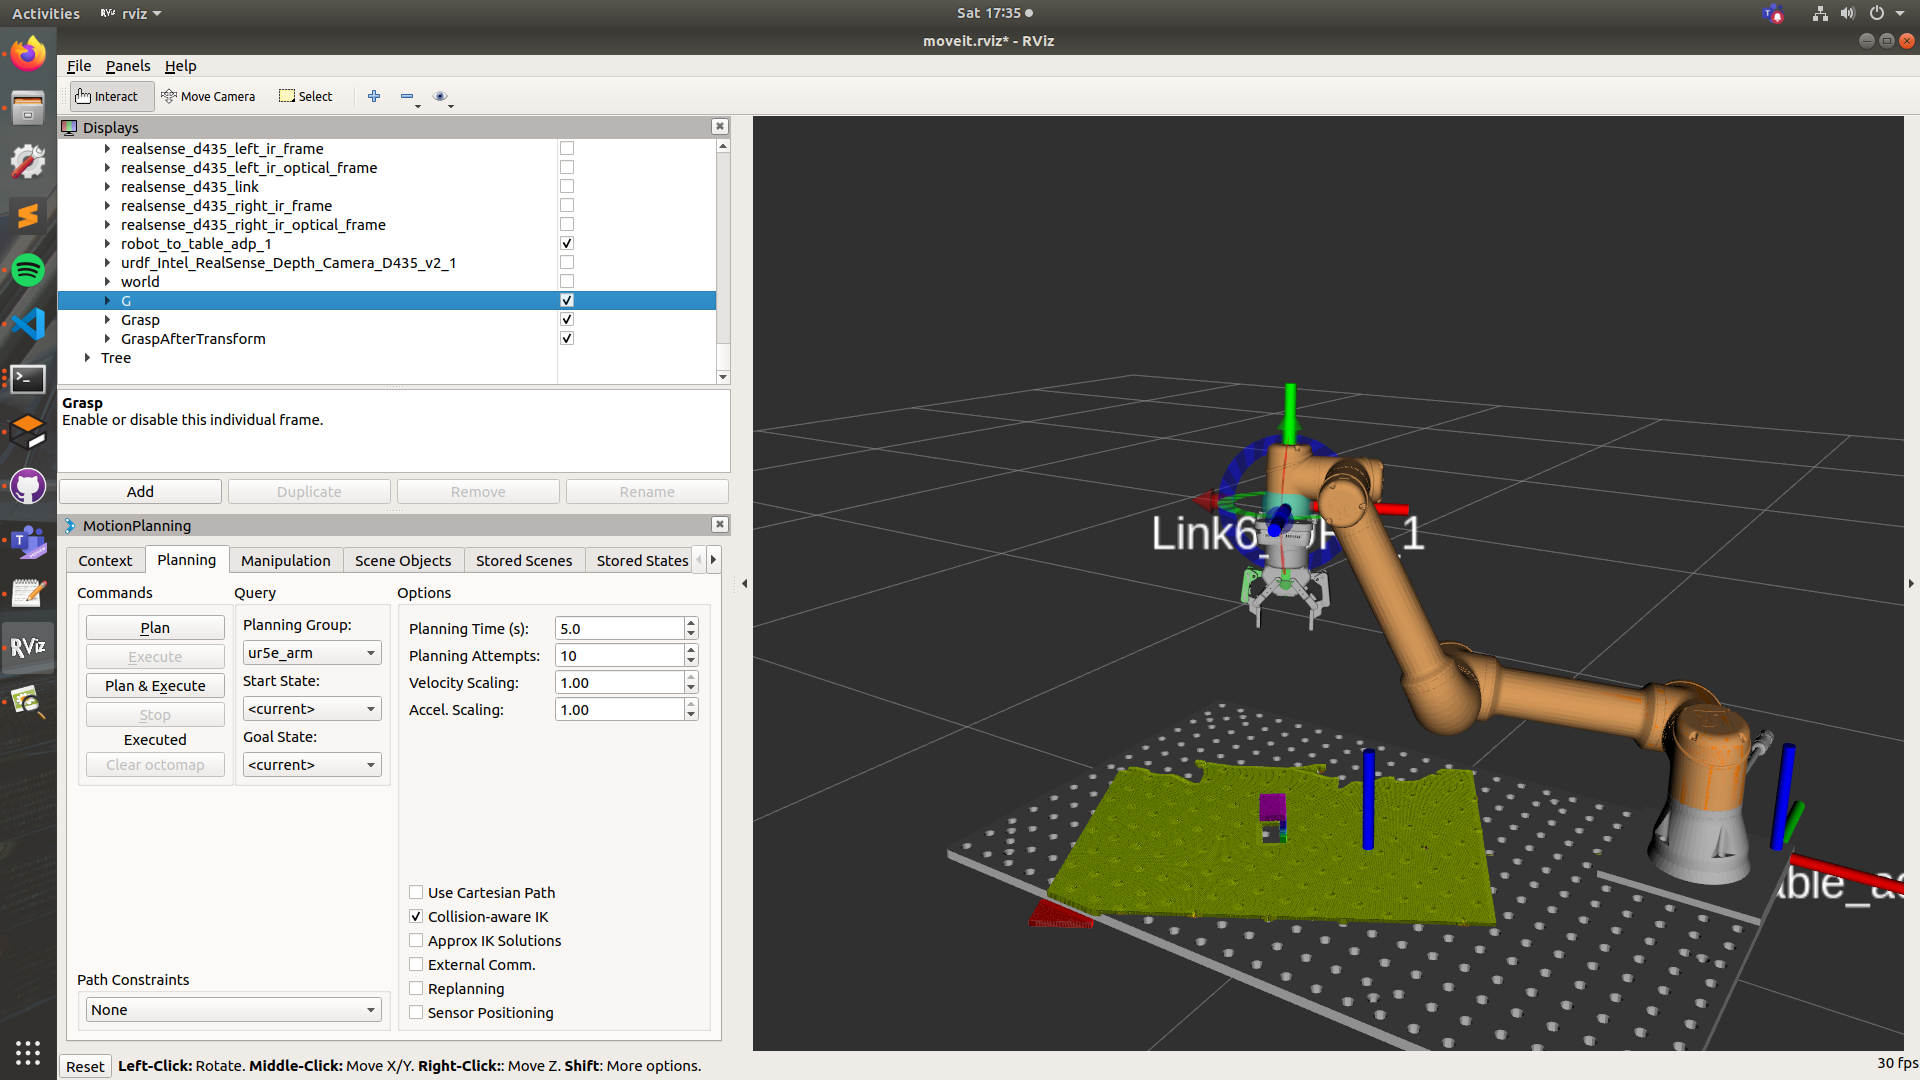 Activities
RViz rviz
Sat 17:35
moveit.rviz* - RViz
File Panels Help
Interact Move Camera Select
Displays
realsense_d435_left_ir_frame
realsense_d435_left_ir_optical_frame
realsense_d435_link
realsense_d435_right_ir_frame
realsense_d435_right_ir_optical_frame
robot_to_table_adp_1
urdf_Intel_RealSense_Depth_Camera_D435_v2_1
world
G
Grasp
GraspAfterTransform
Tree
Grasp
Enable or disable this individual frame.
Add Duplicate Remove Rename
MotionPlanning
Context Planning Manipulation Scene Objects Stored Scenes Stored States
Commands Query Options
Plan
Execute
Plan & Execute
Stop
Executed
Clear octomap
Planning Group:
ur5e_arm
Start State:
<current>
Goal State:
<current>
Planning Time (s): 5.0
Planning Attempts: 10
Velocity Scaling: 1.00
Accel. Scaling: 1.00
Use Cartesian Path
Collision-aware IK
Approx IK Solutions
External Comm.
Replanning
Sensor Positioning
Path Constraints
None
RViz
Reset Left-Click: Rotate. Middle-Click: Move X/Y. Right-Click:: Move Z. Shift: More options.
30 fps